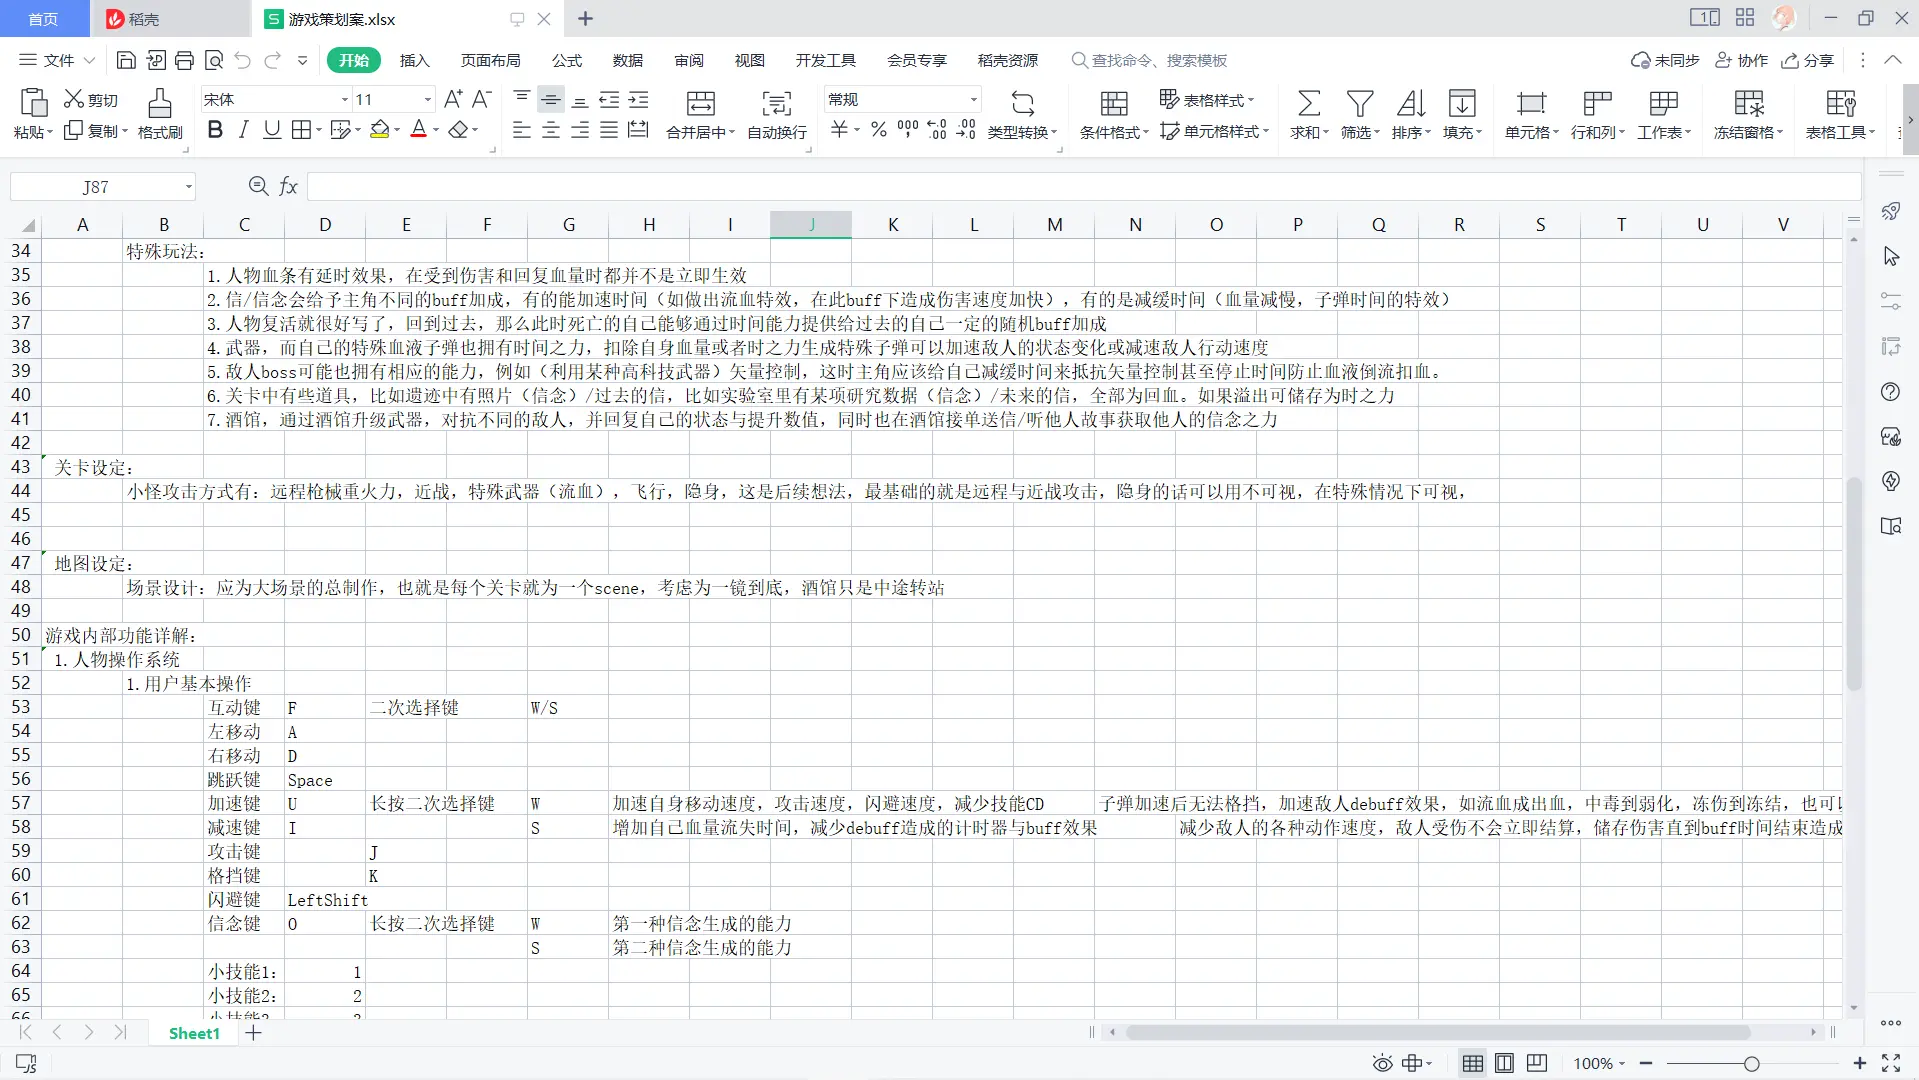 首页 稻壳 S 游戏策划案.xlsx
文件 开始 插入 页面布局 公式 数据 审阅 视图 开发工具 会员专享 稻壳资源 查找命令、搜索模板 未同步 协作 分享
粘贴 剪切 复制 格式刷 宋体 11 合并居中 自动换行 常规 类型转换 条件格式 表格样式 单元格样式 求和 筛选 排序 填充 单元格 行和列 工作表 冻结窗格 表格工具
J87 fx
A B C D E F G H I J K L M N O P Q R S T U V
34 特殊玩法:
35 1.人物血条有延时效果，在受到伤害和回复血量时都并不是立即生效
36 2.信/信念会给予主角不同的buff加成，有的能加速时间（如做出流血特效，在此buff下造成伤害速度加快），有的是减缓时间（血量减慢，子弹时间的特效）
37 3.人物复活就很好写了，回到过去，那么此时死亡的自己能够通过时间能力提供给过去的自己一定的随机buff加成
38 4.武器，而自己的特殊血液子弹也拥有时间之力，扣除自身血量或者时之力生成特殊子弹可以加速敌人的状态变化或减速敌人行动速度
39 5.敌人boss可能也拥有相应的能力，例如（利用某种高科技武器）矢量控制，这时主角应该给自己减缓时间来抵抗矢量控制甚至停止时间防止血液倒流扣血。
40 6.关卡中有些道具，比如遗迹中有照片（信念）/过去的信，比如实验室里有某项研究数据（信念）/未来的信，全部为回血。如果溢出可储存为时之力
41 7.酒馆，通过酒馆升级武器，对抗不同的敌人，并回复自己的状态与提升数值，同时也在酒馆接单送信/听他人故事获取他人的信念之力
42
43 关卡设定:
44 小怪攻击方式有: 远程枪械重火力，近战，特殊武器（流血），飞行，隐身，这是后续想法，最基础的就是远程与近战攻击，隐身的话可以用不可视，在特殊情况下可视，
45
46
47 地图设定:
48 场景设计: 应为大场景的总制作，也就是每个关卡就为一个scene，考虑为一镜到底，酒馆只是中途转站
49
50 游戏内部功能详解:
51 1.人物操作系统
52 1.用户基本操作
53 互动键 F 二次选择键 W/S
54 左移动 A
55 右移动 D
56 跳跃键 Space
57 加速键 U 长按二次选择键 W 加速自身移动速度，攻击速度，闪避速度，减少技能CD 子弹加速后无法格挡，加速敌人debuff效果，如流血成出血，中毒到弱化，冻伤到冻结，也可
58 减速键 I S 增加自己血量流失时间，减少debuff造成的计时器与buff效果 减少敌人的各种动作速度，敌人受伤不会立即结算，储存伤害直到buff时间结束造成
59 攻击键 J
60 格挡键 K
61 闪避键 LeftShift
62 信念键 O 长按二次选择键 W 第一种信念生成的能力
63 S 第二种信念生成的能力
64 小技能1: 1
65 小技能2: 2
66
Sheet1
100%